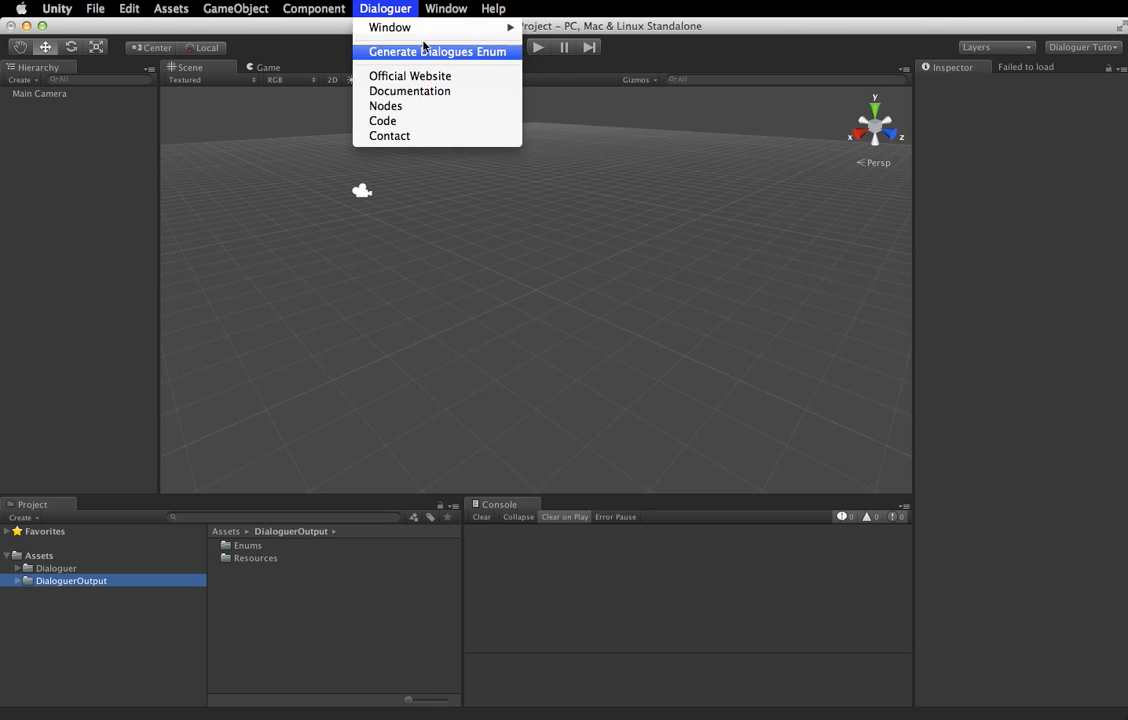 Unity File Edit Assets GameObject Component Dialoguer Window Help
roject - PC, Mac & Linux Standalone
Window
Generate Dialogues Enum
Official Website
Documentation
Nodes
Code
Contact
Center Local
Layers
Dialoguer Tuto
Hierarchy
Create
All
Main Camera
Scene
Game
Textured
RGB
2D
Gizmos
All
y
x
z
Persp
Inspector
Failed to load
Project
Create
Favorites
Assets
Dialoguer
DialoguerOutput
Assets DialoguerOutput
Enums
Resources
Console
Clear Collapse Clear on Play Error Pause
0 0 0